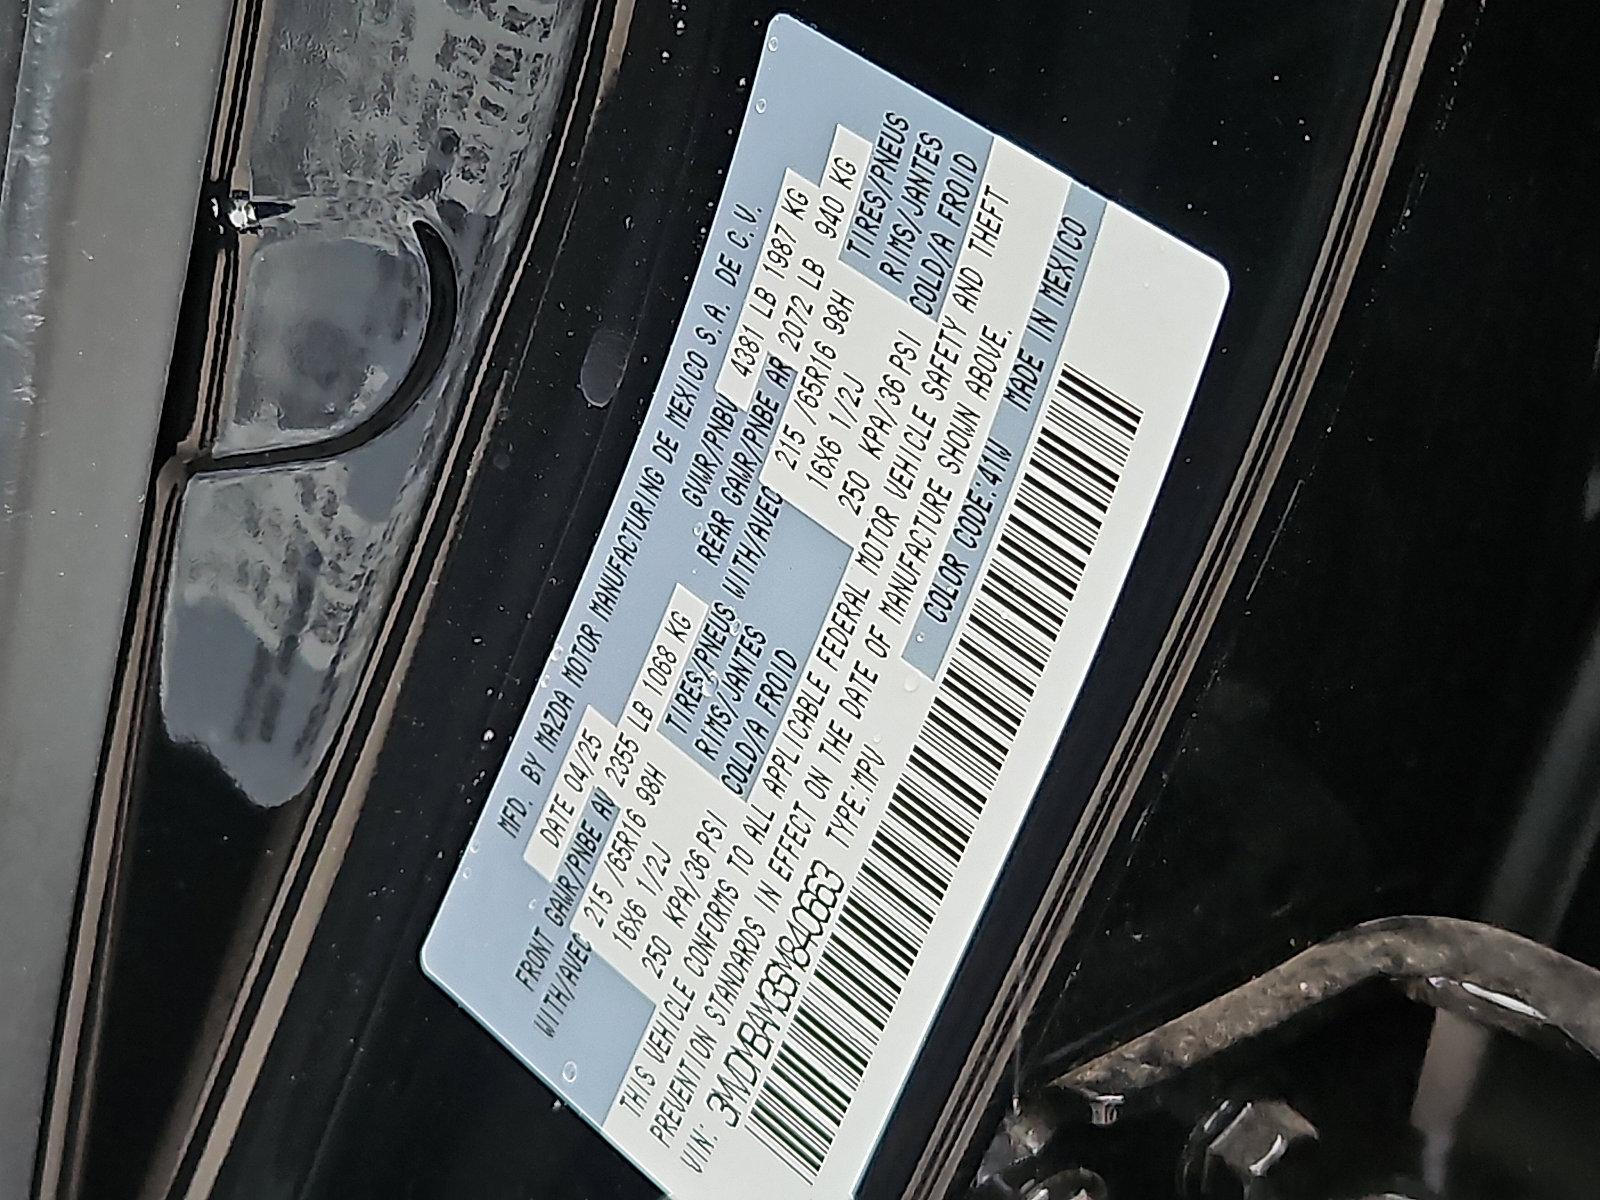 MFD. BY MAZDA MOTOR MANUFACTURING DE MEXICO S.A. DE C.V.
DATE 04/25 GVWR/PNBV 4381 LB 1987 KG
FRONT GAWR/PNBE AV 2355 LB 1068 KG REAR GAWR/PNBE AR 2072 LB 940 KG
WITH/AVEC 215 /65R16 98H TIRES/PNEUS WITH/AVEC 215 /65R16 98H TIRES/PNEUS
16X6 1/2J RIMS/JANTES 16X6 1/2J RIMS/JANTES
250 KPA/36 PSI COLD/A FROID 250 KPA/36 PSI COLD/A FROID
THIS VEHICLE CONFORMS TO ALL APPLICABLE FEDERAL MOTOR VEHICLE SAFETY AND THEFT
PREVENTION STANDARDS IN EFFECT ON THE DATE OF MANUFACTURE SHOWN ABOVE.
VIN: 3MVDMBAM3SM840663 TYPE:MPV COLOR CODE:41W MADE IN MEXICO